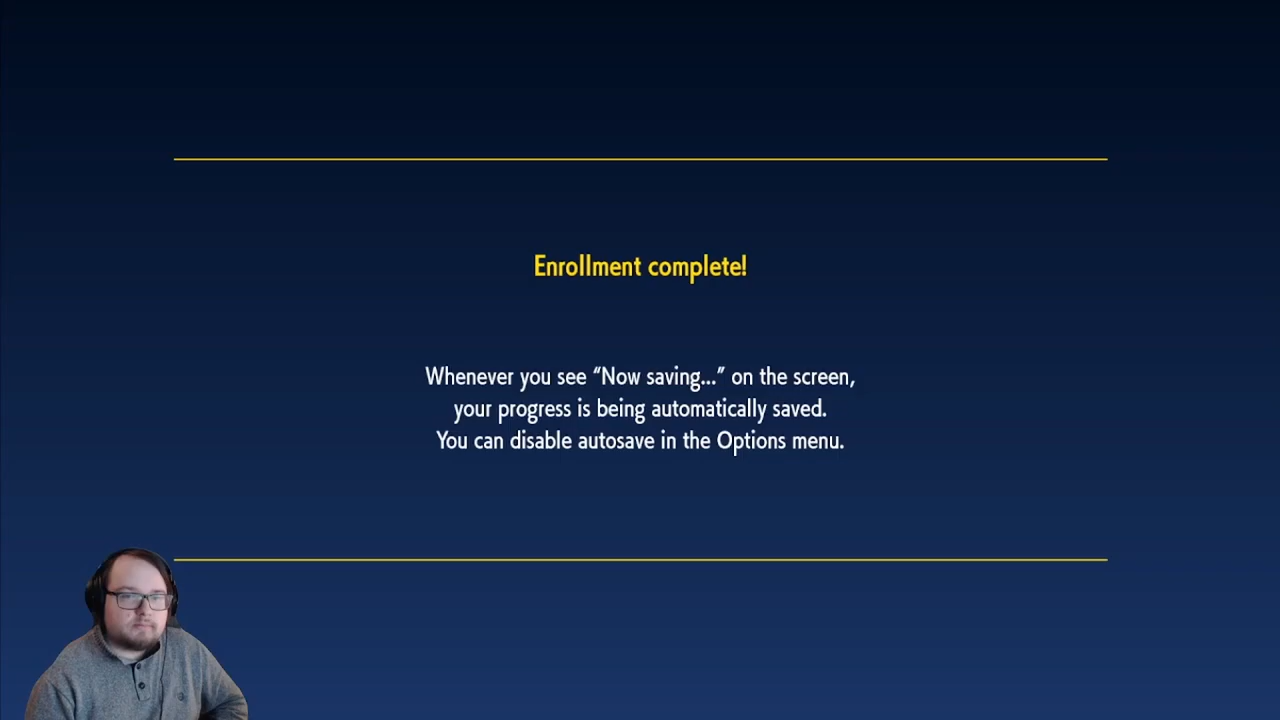 Enrollment complete!
Whenever you see “Now saving...” on the screen,
your progress is being automatically saved.
You can disable autosave in the Options menu.